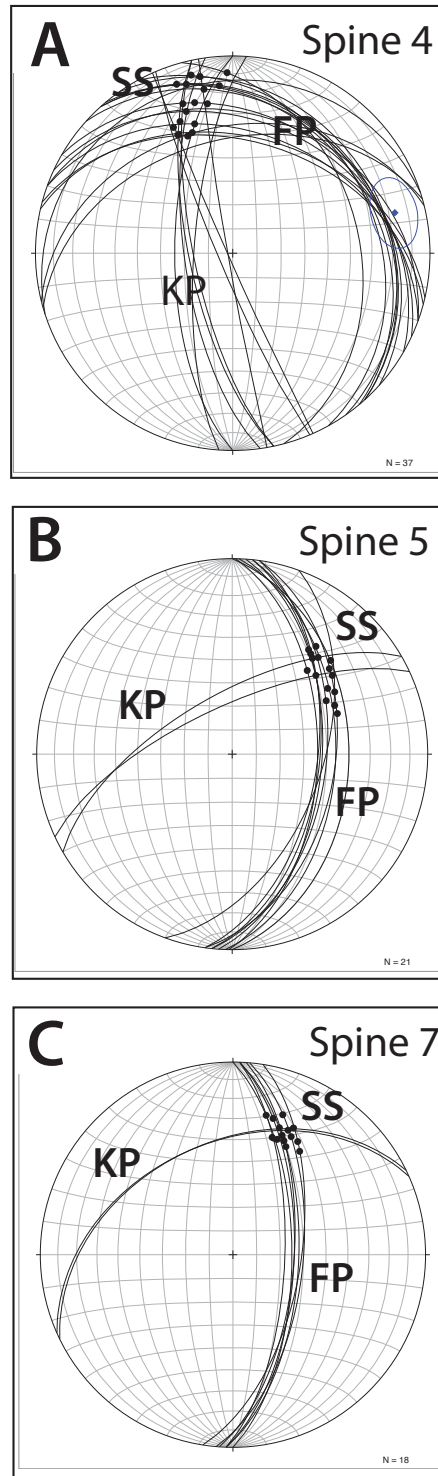 A
Spine 4
SS
FP
KP
N = 37
B
Spine 5
SS
KP
FP
N = 21
C
Spine 7
SS
KP
FP
N = 18